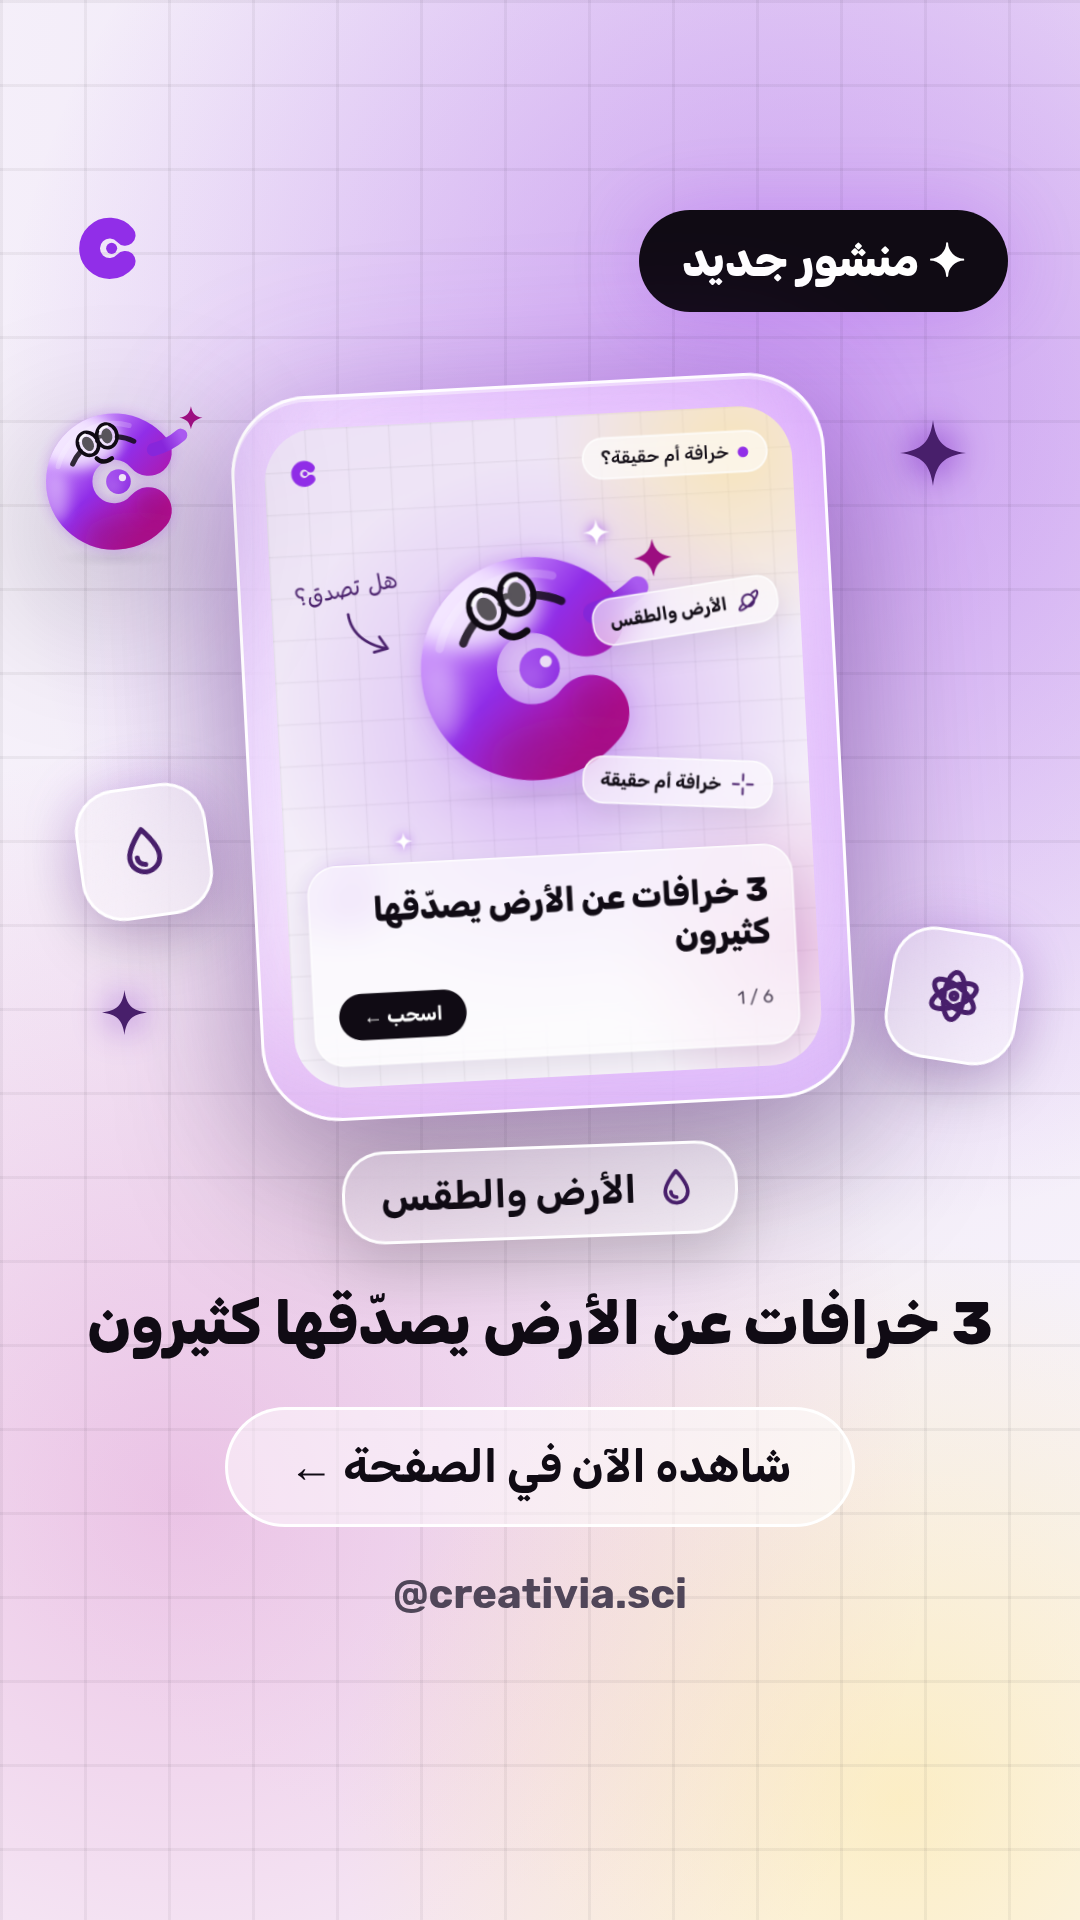 ✦ منشور جديد
خرافة أم حقيقة؟
هل تصدق؟
الأرض والطقس
خرافة أم حقيقة
3 خرافات عن الأرض يصدّقها
كثيرون
1 / 6
اسحب ←
الأرض والطقس
3 خرافات عن الأرض يصدّقها كثيرون
شاهده الآن في الصفحة ←
@creativia.sci